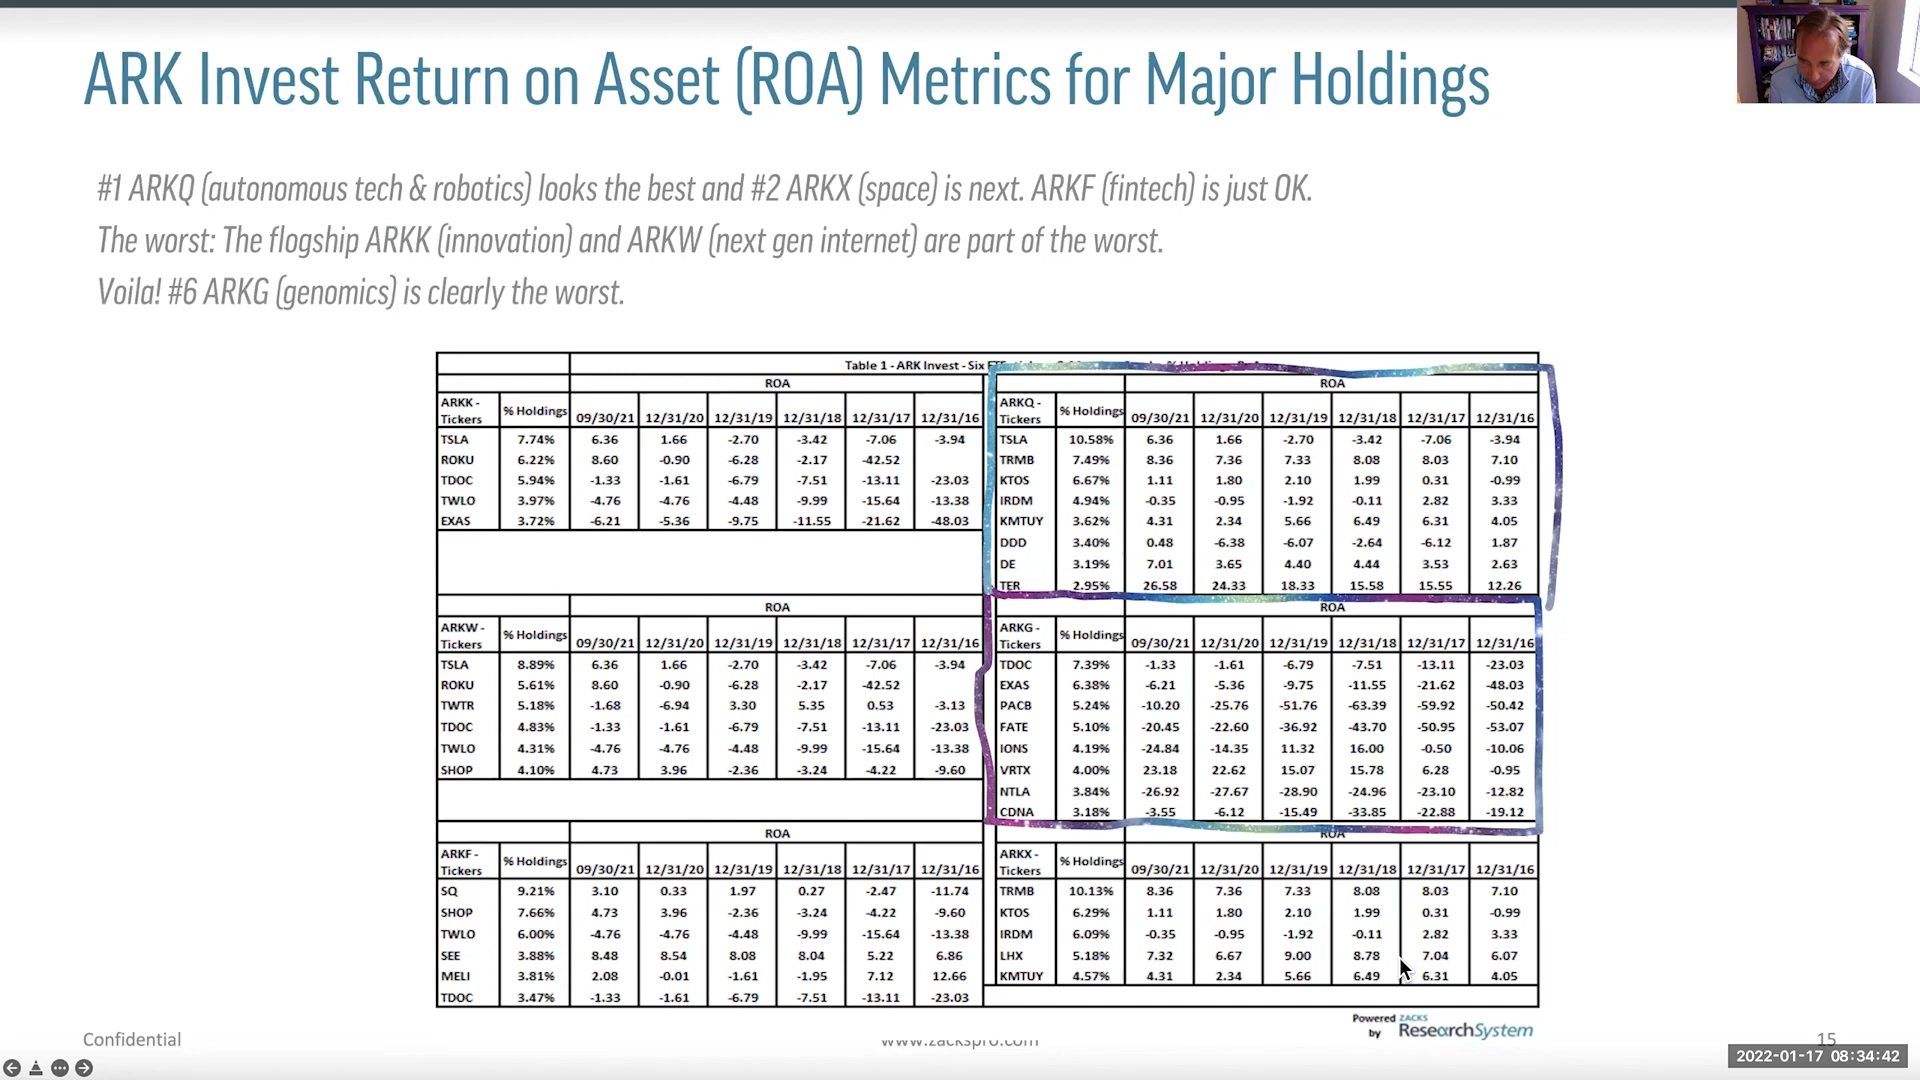 ARK Invest Return on Asset (ROA) Metrics for Major Holdings
#1 ARKQ (autonomous tech & robotics) looks the best and #2 ARKX (space) is next. ARKF (fintech) is just OK.
The worst: The flogship ARKK (innovation) and ARKW (next gen internet) are part of the worst.
Voila! #6 ARKG (genomics) is clearly the worst.
Table 1 - ARK Invest - Six
ROA
ARKK - Tickers % Holdings 09/30/21 12/31/20 12/31/19 12/31/18 12/31/17 12/31/16
TSLA 7.74% 6.36 1.66 -2.70 -3.42 -7.06 -3.94
ROKU 6.22% 8.60 -0.90 -6.28 -2.17 -42.52
TDOC 5.94% -1.33 -1.61 -6.79 -7.51 -13.11 -23.03
TWLO 3.97% -4.76 -4.76 -4.48 -9.99 -15.64 -13.38
EXAS 3.72% -6.21 -5.36 -9.75 -11.55 -21.62 -48.03
ROA
ARKQ - Tickers % Holdings 09/30/21 12/31/20 12/31/19 12/31/18 12/31/17 12/31/16
TSLA 10.58% 6.36 1.66 -2.70 -3.42 -7.06 -3.94
TRMB 7.49% 8.36 7.36 7.33 8.08 8.03 7.10
KTOS 6.67% 1.11 1.80 2.10 1.99 0.31 -0.99
IRDM 4.94% -0.35 -0.95 -1.92 -0.11 2.82 3.33
KMTUY 3.62% 4.31 2.34 5.66 6.49 6.31 4.05
DDD 3.40% 0.48 -6.38 -6.07 -2.64 -6.12 1.87
DE 3.19% 7.01 3.65 4.40 4.44 3.53 2.63
TER 2.95% 26.58 24.33 18.33 15.58 15.55 12.26
ROA
ARKW - Tickers % Holdings 09/30/21 12/31/20 12/31/19 12/31/18 12/31/17 12/31/16
TSLA 8.89% 6.36 1.66 -2.70 -3.42 -7.06 -3.94
ROKU 5.61% 8.60 -0.90 -6.28 -2.17 -42.52
TWTR 5.18% -1.68 -6.94 3.30 5.35 0.53 -3.13
TDOC 4.83% -1.33 -1.61 -6.79 -7.51 -13.11 -23.03
TWLO 4.31% -4.76 -4.76 -4.48 -9.99 -15.64 -13.38
SHOP 4.10% 4.73 3.96 -2.36 -3.24 -4.22 -9.60
ROA
ARKG - Tickers % Holdings 09/30/21 12/31/20 12/31/19 12/31/18 12/31/17 12/31/16
TDOC 7.39% -1.33 -1.61 -6.79 -7.51 -13.11 -23.03
EXAS 6.38% -6.21 -5.36 -9.75 -11.55 -21.62 -48.03
PACB 5.24% -10.20 -25.76 -51.76 -63.39 -59.92 -50.42
FATE 5.10% -20.45 -22.60 -36.92 -43.70 -50.95 -53.07
IONS 4.19% -24.84 -14.35 11.32 16.00 -0.50 -10.06
VRTX 4.00% 23.18 22.62 15.07 15.78 6.28 -0.95
NTLA 3.84% -26.92 -27.67 -28.90 -24.96 -23.10 -12.82
CDNA 3.18% -3.55 -6.12 -15.49 -33.85 -22.88 -19.12
ROA
ARKF - Tickers % Holdings 09/30/21 12/31/20 12/31/19 12/31/18 12/31/17 12/31/16
SQ 9.21% 3.10 0.33 1.97 0.27 -2.47 -11.74
SHOP 7.66% 4.73 3.96 -2.36 -3.24 -4.22 -9.60
TWLO 6.00% -4.76 -4.76 -4.48 -9.99 -15.64 -13.38
SEE 3.88% 8.48 8.54 8.08 8.04 5.22 6.86
MELI 3.81% 2.08 -0.01 -1.61 -1.95 7.12 12.66
TDOC 3.47% -1.33 -1.61 -6.79 -7.51 -13.11 -23.03
ROA
ARKX - Tickers % Holdings 09/30/21 12/31/20 12/31/19 12/31/18 12/31/17 12/31/16
TRMB 10.13% 8.36 7.36 7.33 8.08 8.03 7.10
KTOS 6.29% 1.11 1.80 2.10 1.99 0.31 -0.99
IRDM 6.09% -0.35 -0.95 -1.92 -0.11 2.82 3.33
LHX 5.18% 7.32 6.67 9.00 8.78 7.04 6.07
KMTUY 4.57% 4.31 2.34 5.66 6.49 6.31 4.05
Powered by ZACKS ResearchSystem
Confidential
www.zackspro.com
15
2022-01-17 08:34:42